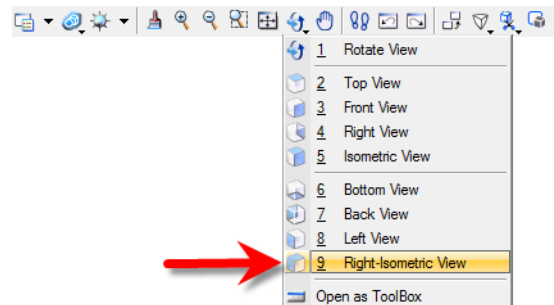 1 Rotate View
2 Top View
3 Front View
4 Right View
5 Isometric View
6 Bottom View
7 Back View
8 Left View
9 Right-Isometric View
Open as ToolBox